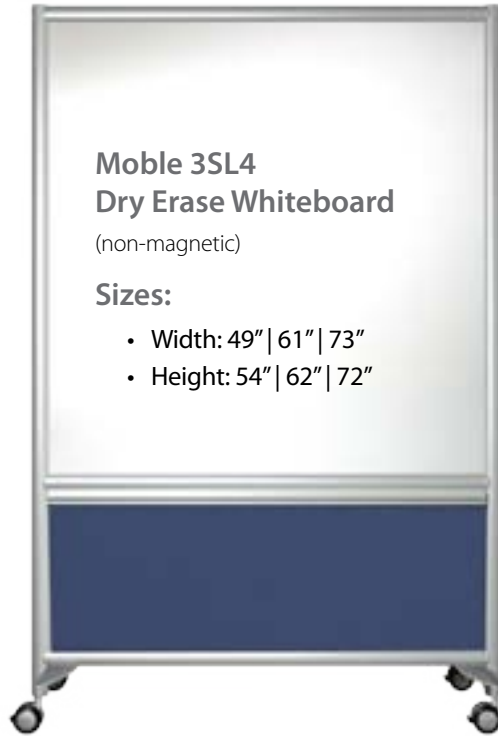 Moble 3SL4
Dry Erase Whiteboard
(non-magnetic)
Sizes:
• Width: 49” | 61” | 73”
• Height: 54” | 62” | 72”